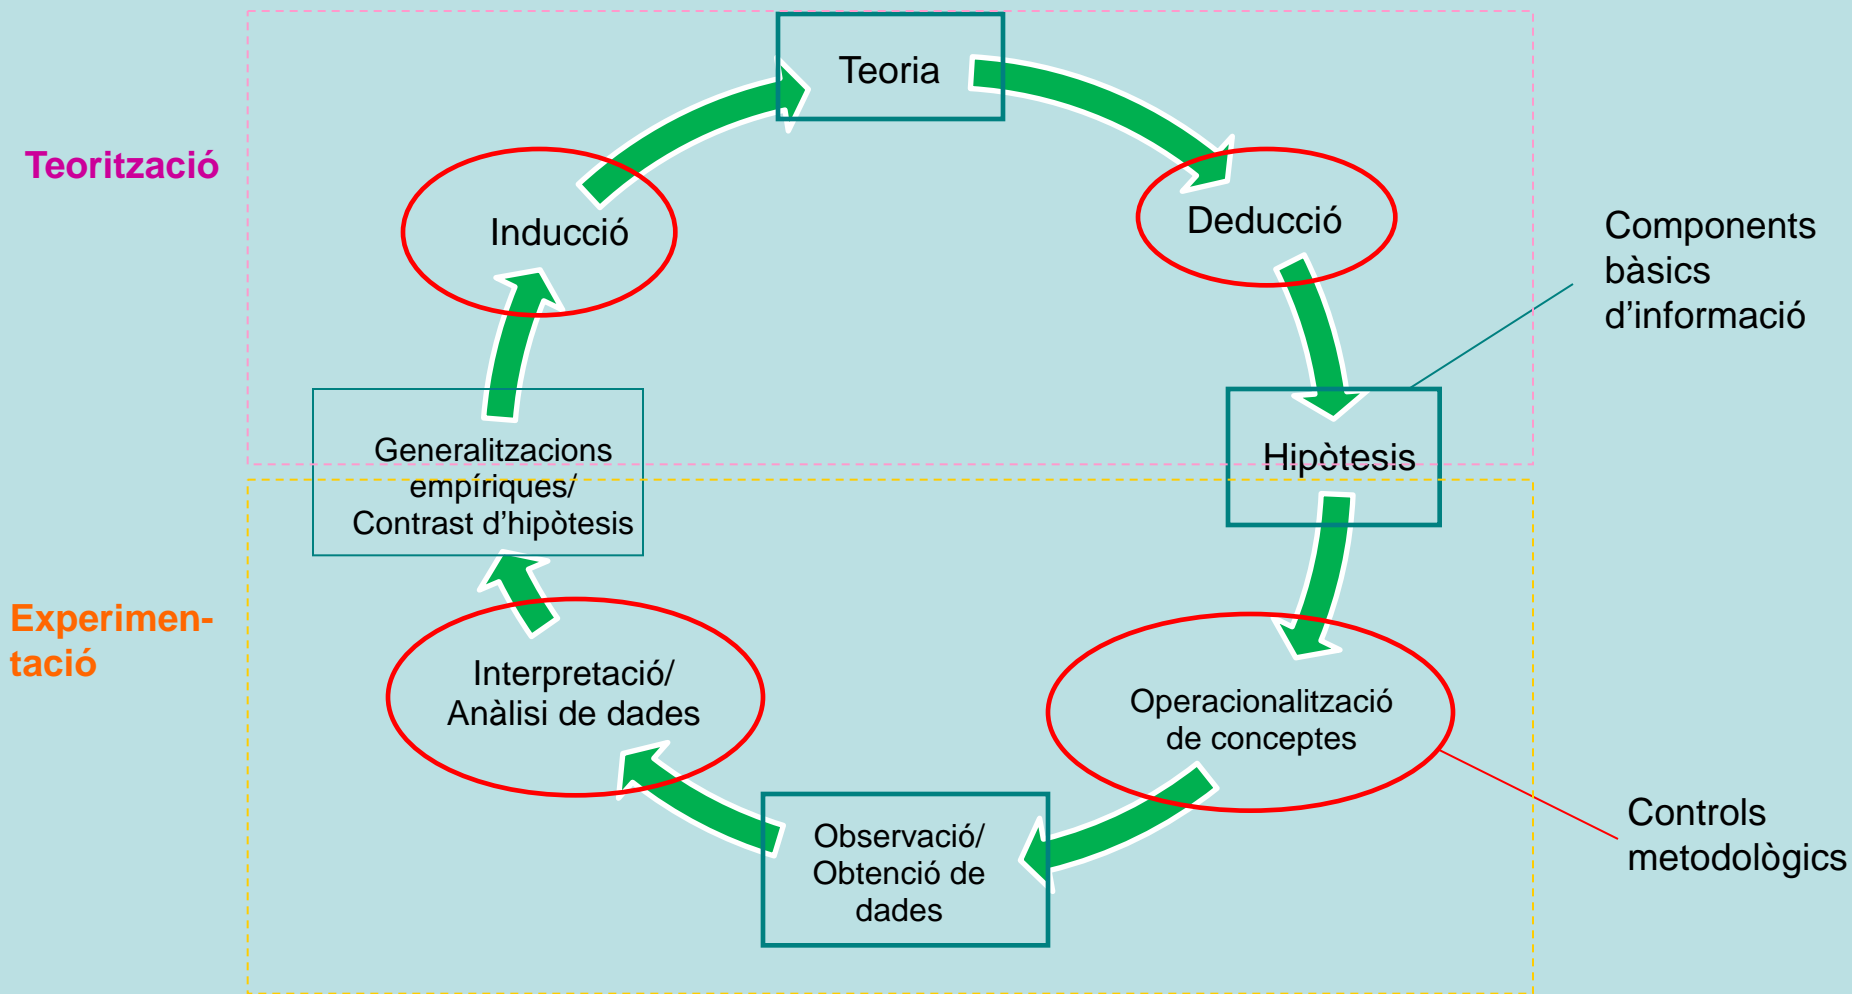 Teoria
Teorització
Inducció
Deducció
Components
bàsics
d’informació
Generalitzacions
empíriques/
Contrast d’hipòtesis
Hipòtesis
Experimen-
tació
Interpretació/
Anàlisi de dades
Operacionalització
de conceptes
Observació/
Obtenció de
dades
Controls
metodològics